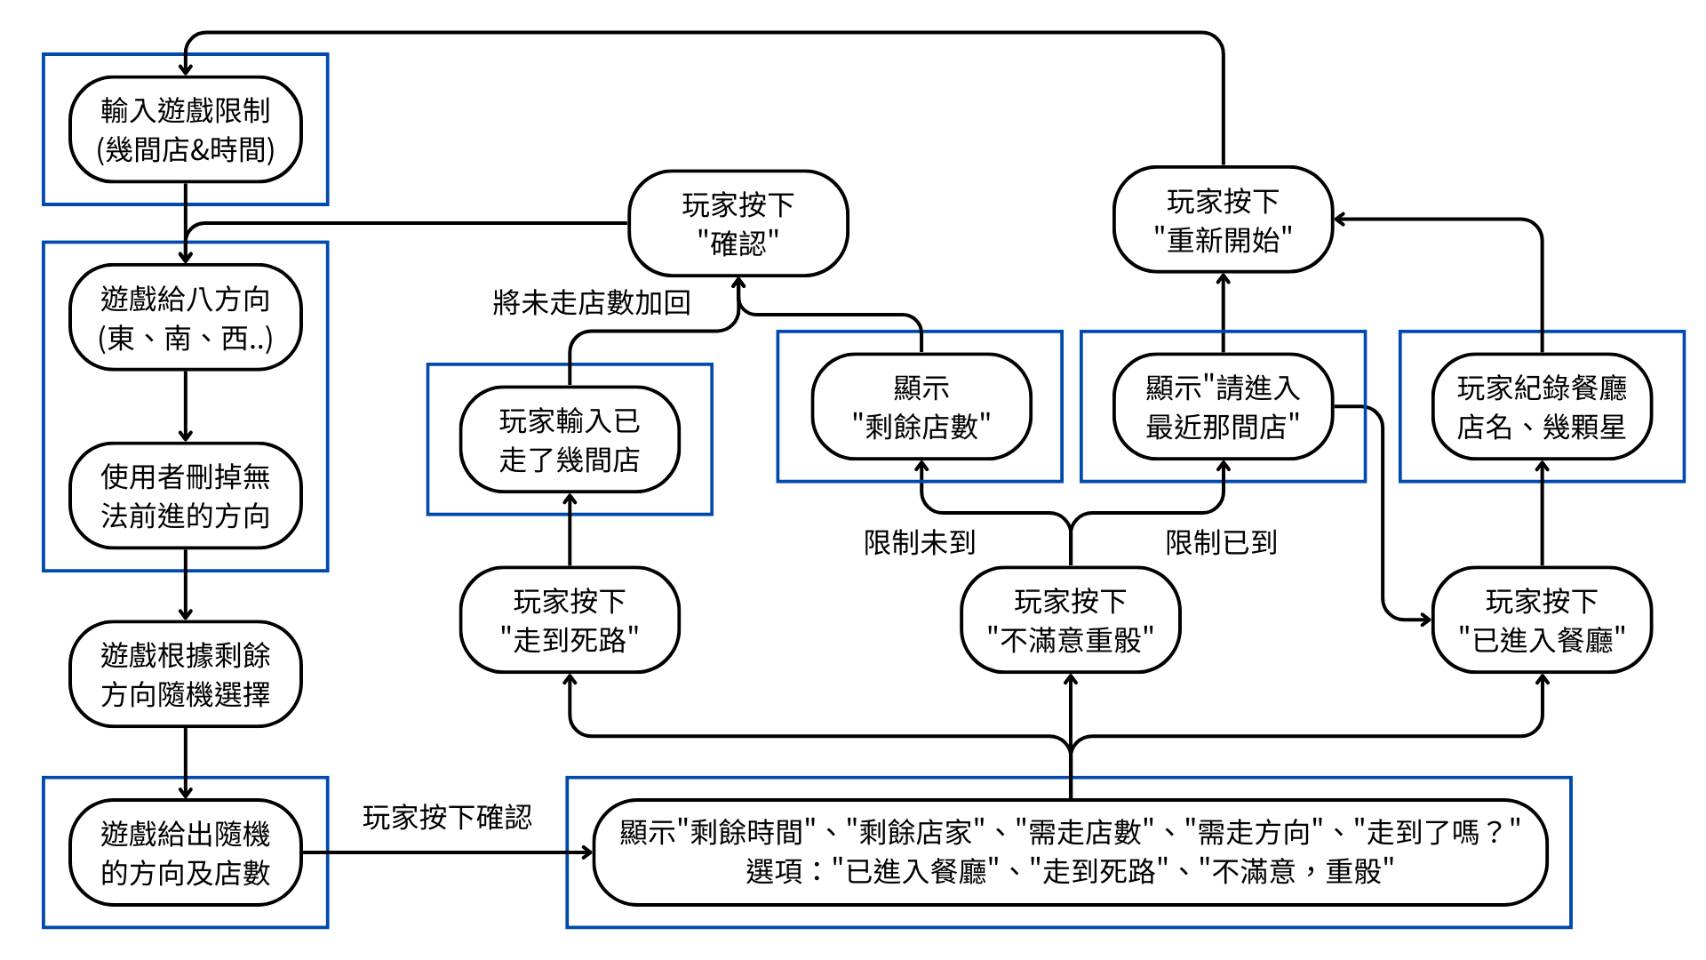 輸入遊戲限制
(幾間店&時間)
遊戲給八方向
(東、南、西..)
使用者刪掉無
法前進的方向
遊戲根據剩餘
方向隨機選擇
遊戲給出隨機
的方向及店數
玩家按下確認
顯示"剩餘時間"、"剩餘店家"、"需走店數"、"需走方向"、"走到了嗎？"
選項："已進入餐廳"、"走到死路"、"不滿意，重骰"
玩家按下
"走到死路"
玩家輸入已
走了幾間店
將未走店數加回
玩家按下
"確認"
玩家按下
"不滿意重骰"
限制未到
顯示
"剩餘店數"
限制已到
顯示"請進入
最近那間店"
玩家按下
"已進入餐廳"
玩家紀錄餐廳
店名、幾顆星
玩家按下
"重新開始"